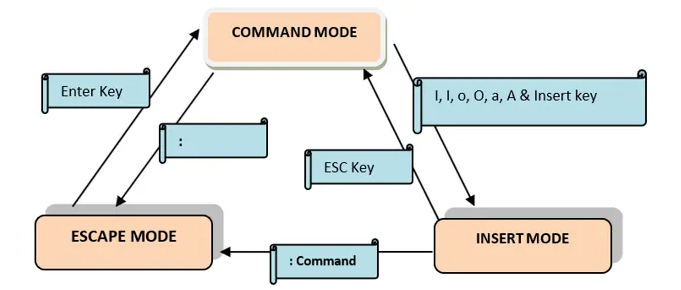 COMMAND MODE
Enter Key
I, I, o, O, a, A & Insert key
:
ESC Key
ESCAPE MODE
INSERT MODE
: Command